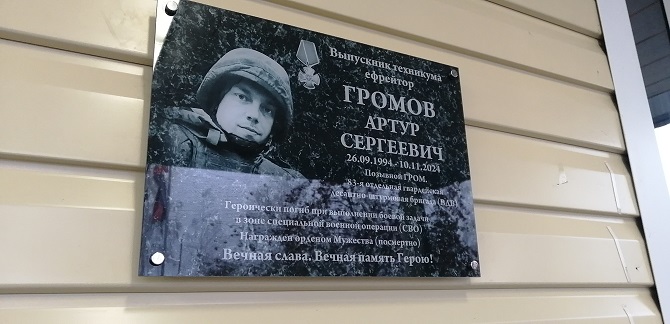 Выпускник техникума
ефрейтор
ГРОМОВ
АРТУР
СЕРГЕЕВИЧ
26.09.1994 - 10.11.2024
Позывной ГРОМ.
83-я отдельная гвардейская
десантно-штурмовая бригада (ВДВ)
Героически погиб при выполнении боевой задачи
в зоне специальной военной операции (СВО)
Награжден орденом Мужества (посмертно)
Вечная слава. Вечная память Герою!